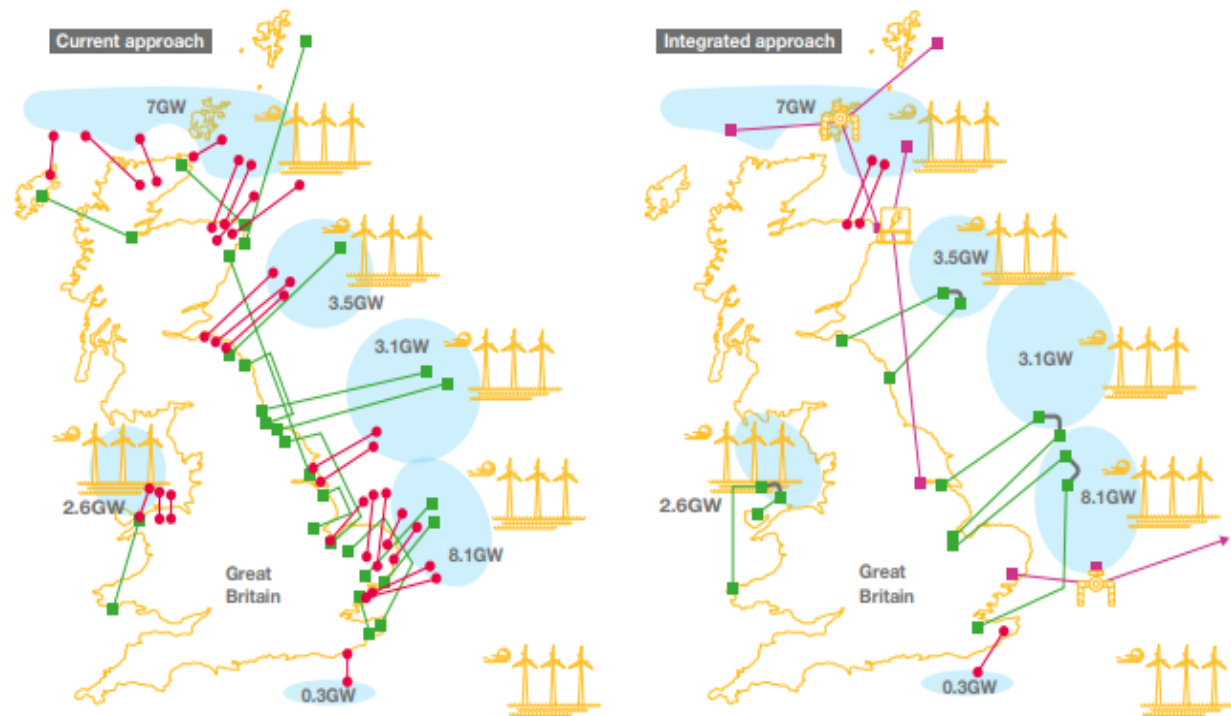 Current approach
7GW
3.5GW
3.1GW
2.6GW
8.1GW
Great
Britain
0.3GW
Integrated approach
7GW
3.5GW
3.1GW
2.6GW
8.1GW
Great
Britain
0.3GW